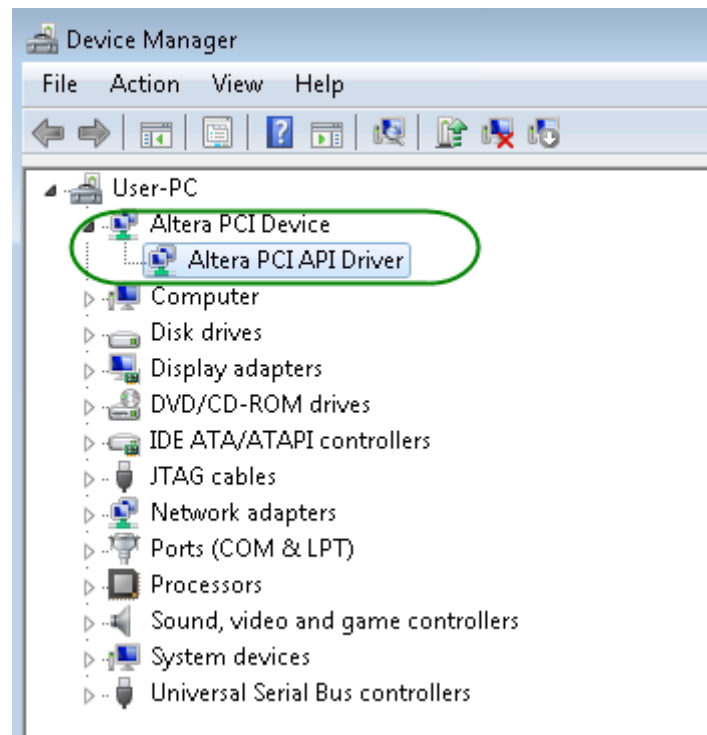 Device Manager
File Action View Help
User-PC
Altera PCI Device
Altera PCI API Driver
Computer
Disk drives
Display adapters
DVD/CD-ROM drives
IDE ATA/ATAPI controllers
JTAG cables
Network adapters
Ports (COM & LPT)
Processors
Sound, video and game controllers
System devices
Universal Serial Bus controllers